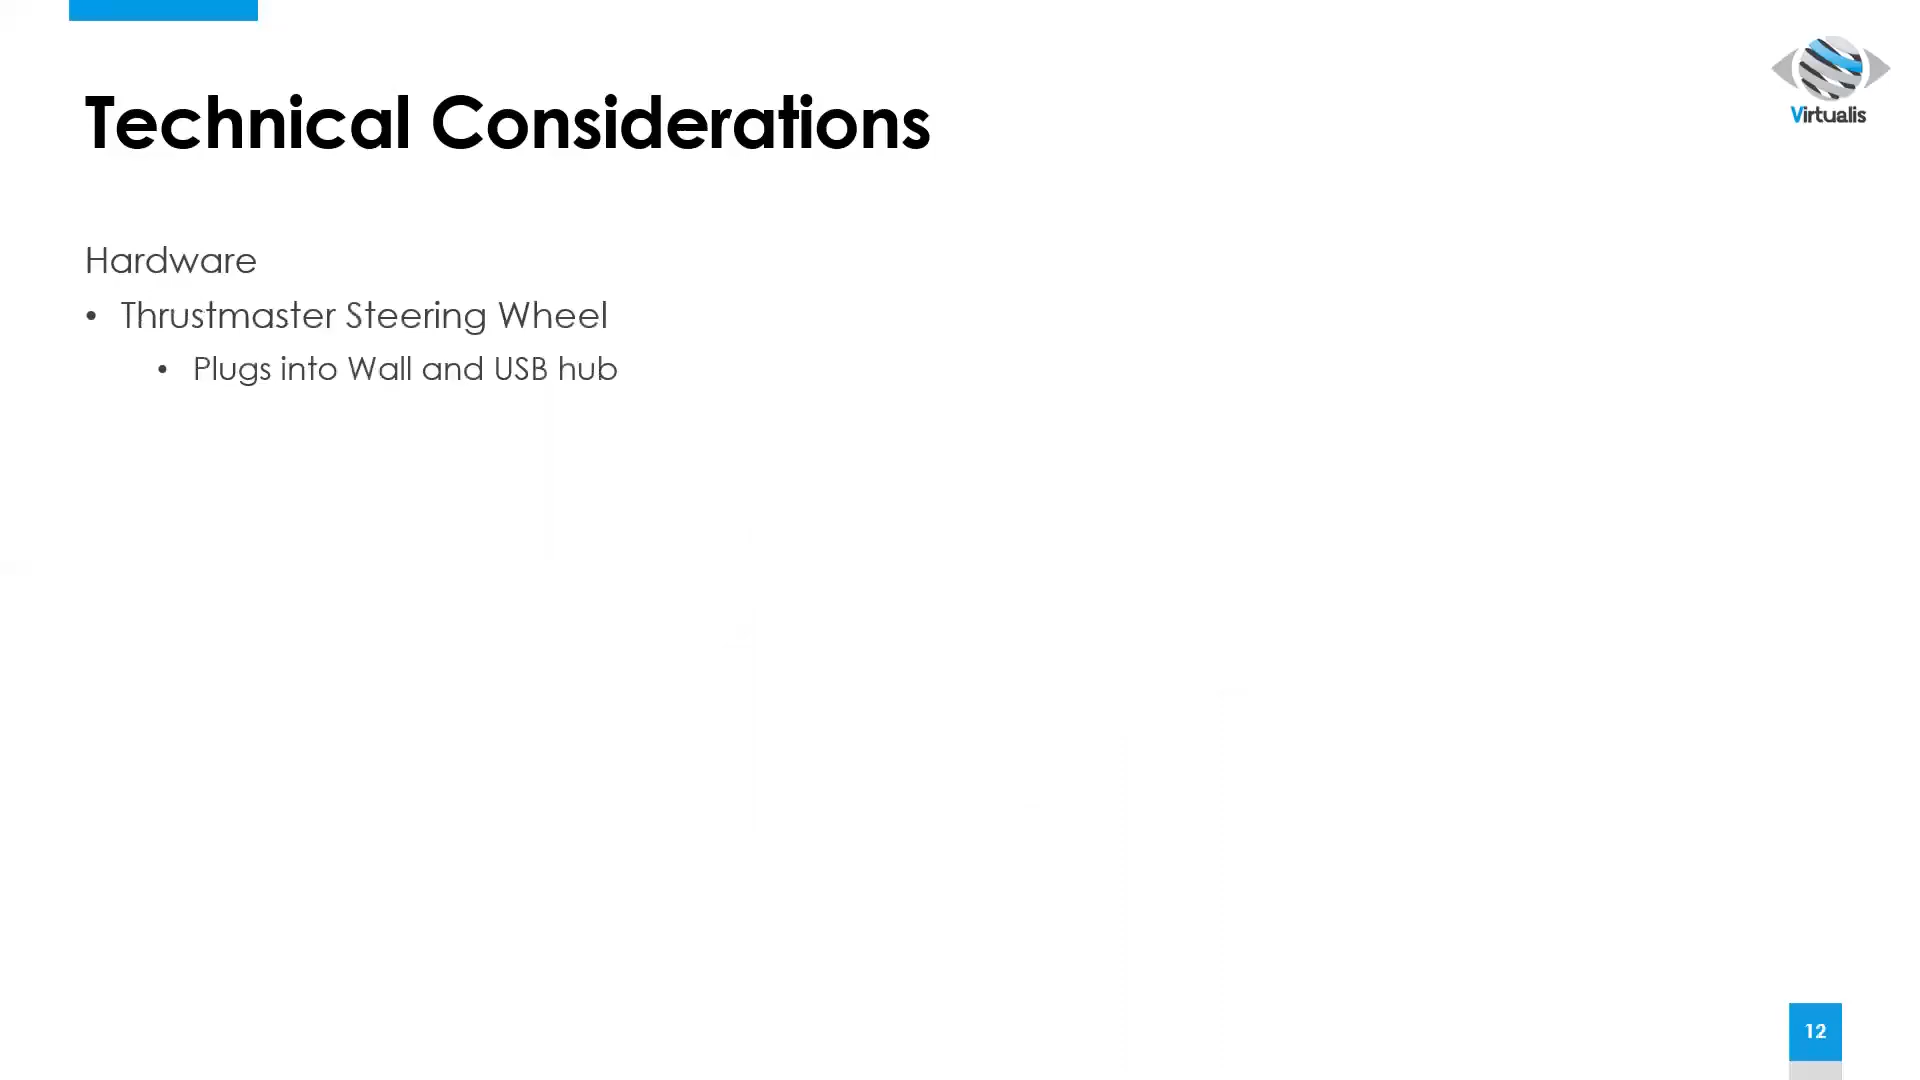 Virtualis
Technical Considerations
Hardware
• Thrustmaster Steering Wheel
• Plugs into Wall and USB hub
12